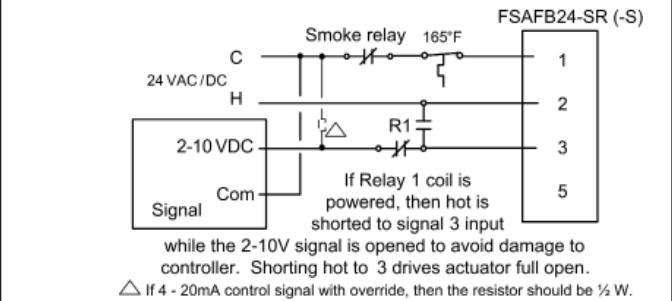 FSAFB24-SR (-S)
Smoke relay 165°F
C
1
24 VAC/DC
H
2
R1
2-10 VDC
3
If Relay 1 coil is
Com
powered, then hot is
5
Signal
shorted to signal 3 input
while the 2-10V signal is opened to avoid damage to
controller. Shorting hot to 3 drives actuator full open.
△ If 4 - 20mA control signal with override, then the resistor should be ½ W.